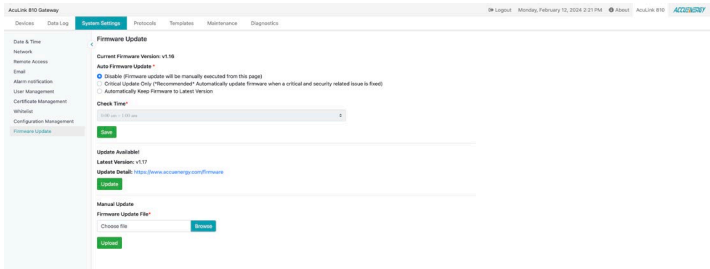 AcuLink 810 Gateway
Logout Monday, February 12, 2024 2:21 PM About AcuLink 810 ACCUENERGY
Devices Data Log System Settings Protocols Templates Maintenance Diagnostics
Date & Time
Network
Remote Access
Email
Alarm notification
User Management
Certificate Management
Whitelist
Configuration Management
Firmware Update
Firmware Update
Current Firmware Version: v1.16
Auto Firmware Update *
Disable (Firmware update will be manually executed from this page)
Critical Update Only (*Recommended* Automatically update firmware when a critical and security related issue is fixed)
Automatically Keep Firmware to Latest Version
Check Time*
Save
Update Available!
Latest Version: v1.17
Update Detail: https://www.accuenergy.com/firmware
Update
Manual Update
Firmware Update File*
Choose file Browse
Upload